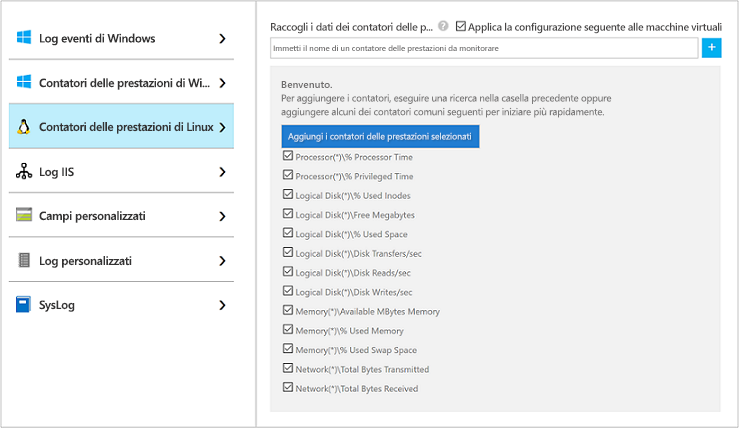 Log eventi di Windows
Contatori delle prestazioni di Wi...
Contatori delle prestazioni di Linux
Log IIS
Campi personalizzati
Log personalizzati
SysLog
Raccogli i dati dei contatori delle p... ? Applica la configurazione seguente alle macchine virtuali
Immetti il nome di un contatore delle prestazioni da monitorare
+
Benvenuto.
Per aggiungere i contatori, eseguire una ricerca nella casella precedente oppure
aggiungere alcuni dei contatori comuni seguenti per iniziare più rapidamente.
Aggiungi i contatori delle prestazioni selezionati
Processor(*)\% Processor Time
Processor(*)\% Privileged Time
Logical Disk(*)\% Used Inodes
Logical Disk(*)\Free Megabytes
Logical Disk(*)\% Used Space
Logical Disk(*)\Disk Transfers/sec
Logical Disk(*)\Disk Reads/sec
Logical Disk(*)\Disk Writes/sec
Memory(*)\Available MBytes Memory
Memory(*)\% Used Memory
Memory(*)\% Used Swap Space
Network(*)\Total Bytes Transmitted
Network(*)\Total Bytes Received